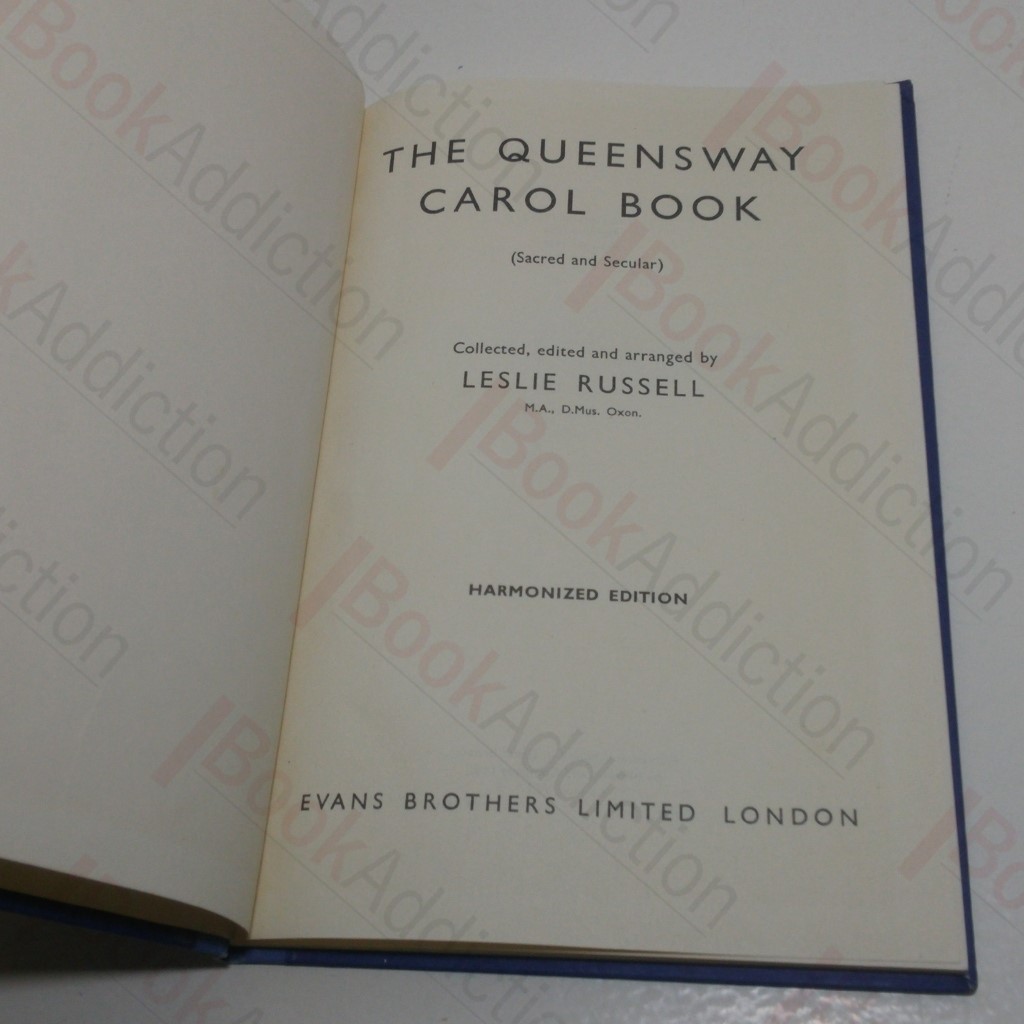 THE QUEENSWAY
CAROL BOOK
(Sacred and Secular)
Collected, edited and arranged by
LESLIE RUSSELL
M.A., D.Mus. Oxon.
HARMONIZED EDITION
EVANS BROTHERS LIMITED LONDON
BookAddiction